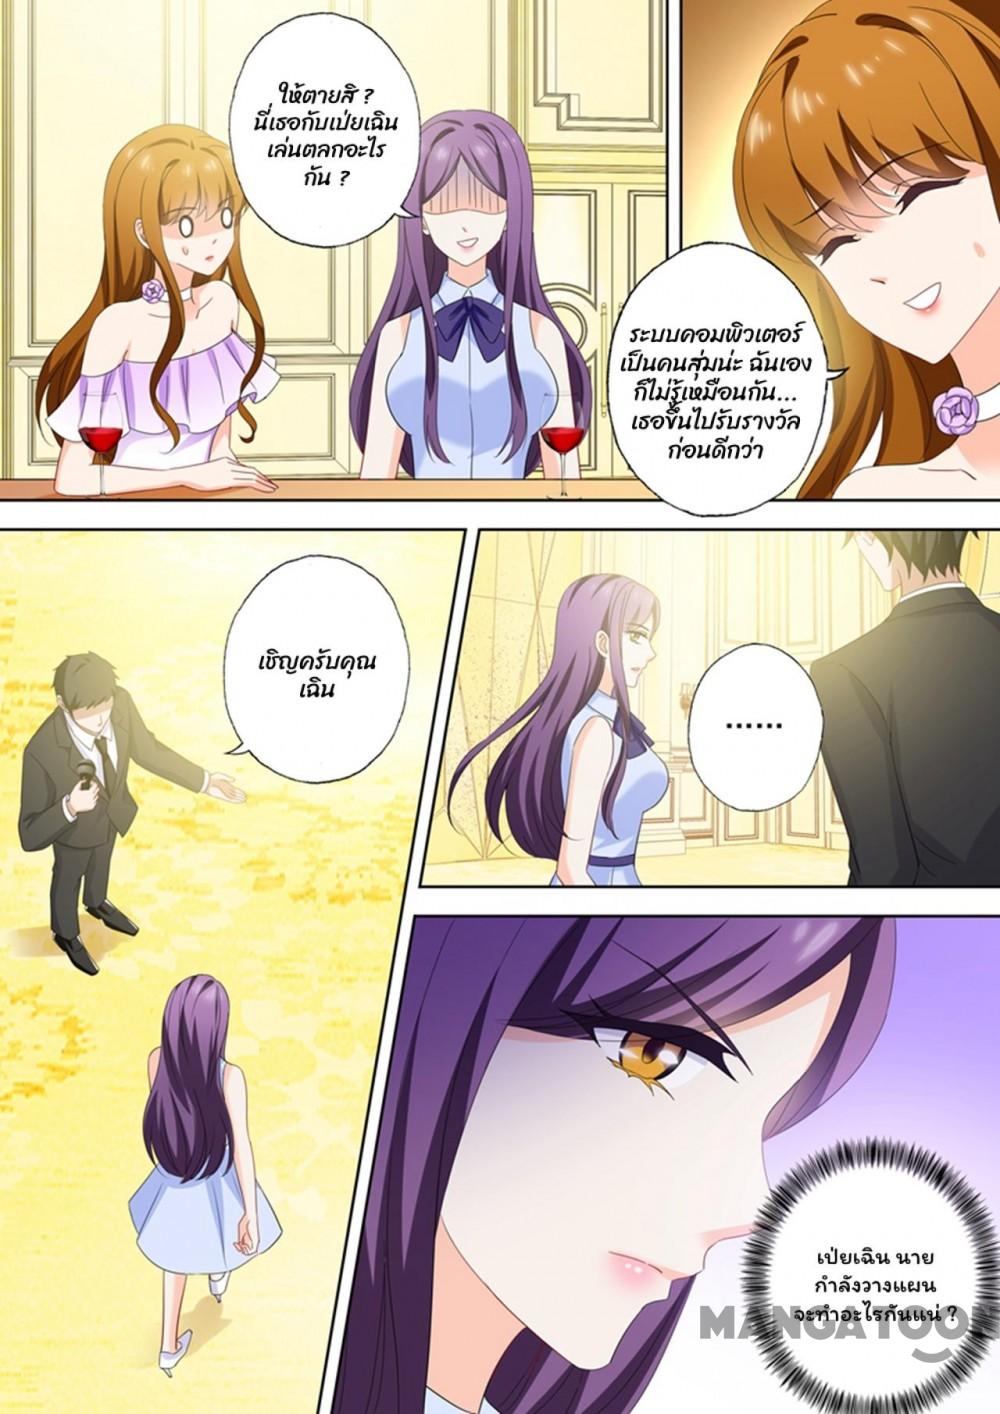 ให้ตายสิ ?
นี่เธอกับเป่ยเฉิน
เล่นตลกอะไร
กัน ?
ระบบคอมพิวเตอร์
เป็นคนสุ่มน่ะ ฉันเอง
ก็ไม่รู้เหมือนกัน...
เธอขึ้นไปรับรางวัล
ก่อนดีกว่า
เชิญครับคุณ
เฉิน
......
เป่ยเฉิน นาย
กำลังวางแผน
จะทำอะไรกันแน่ ?
MANGATOON